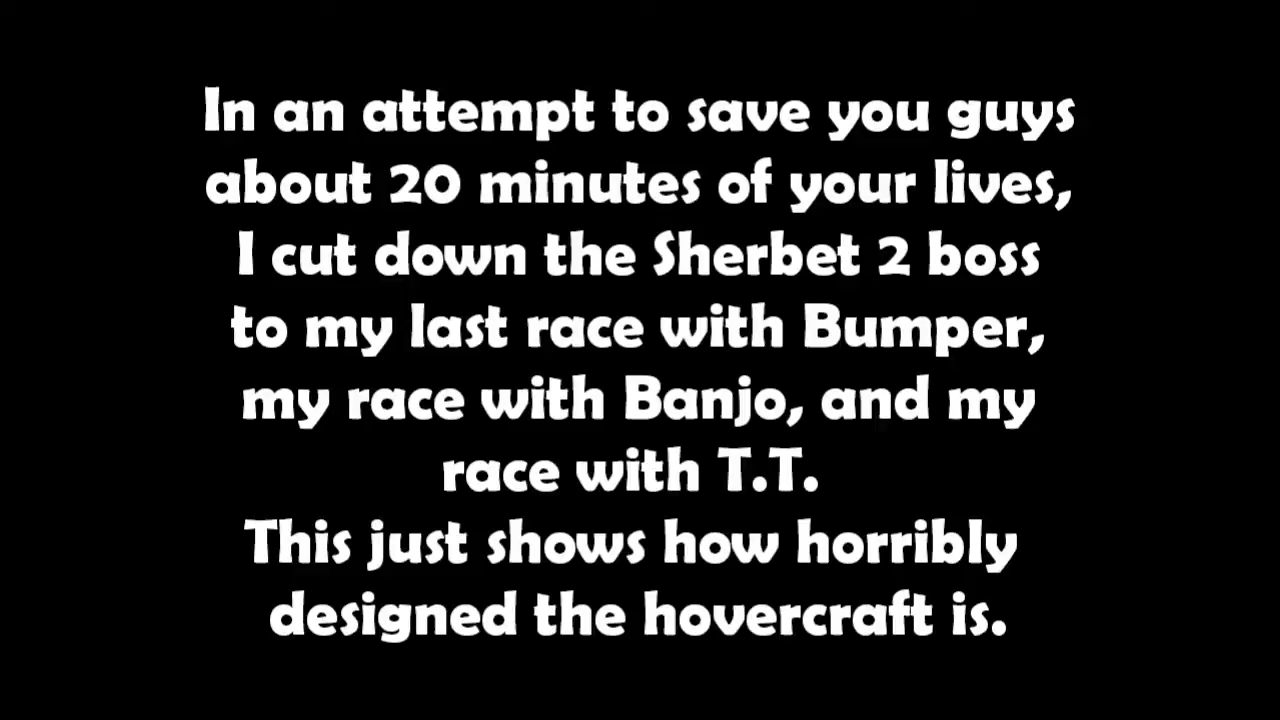 In an attempt to save you guys
about 20 minutes of your lives,
I cut down the Sherbet 2 boss
to my last race with Bumper,
my race with Banjo, and my
race with T.T.
This just shows how horribly
designed the hovercraft is.